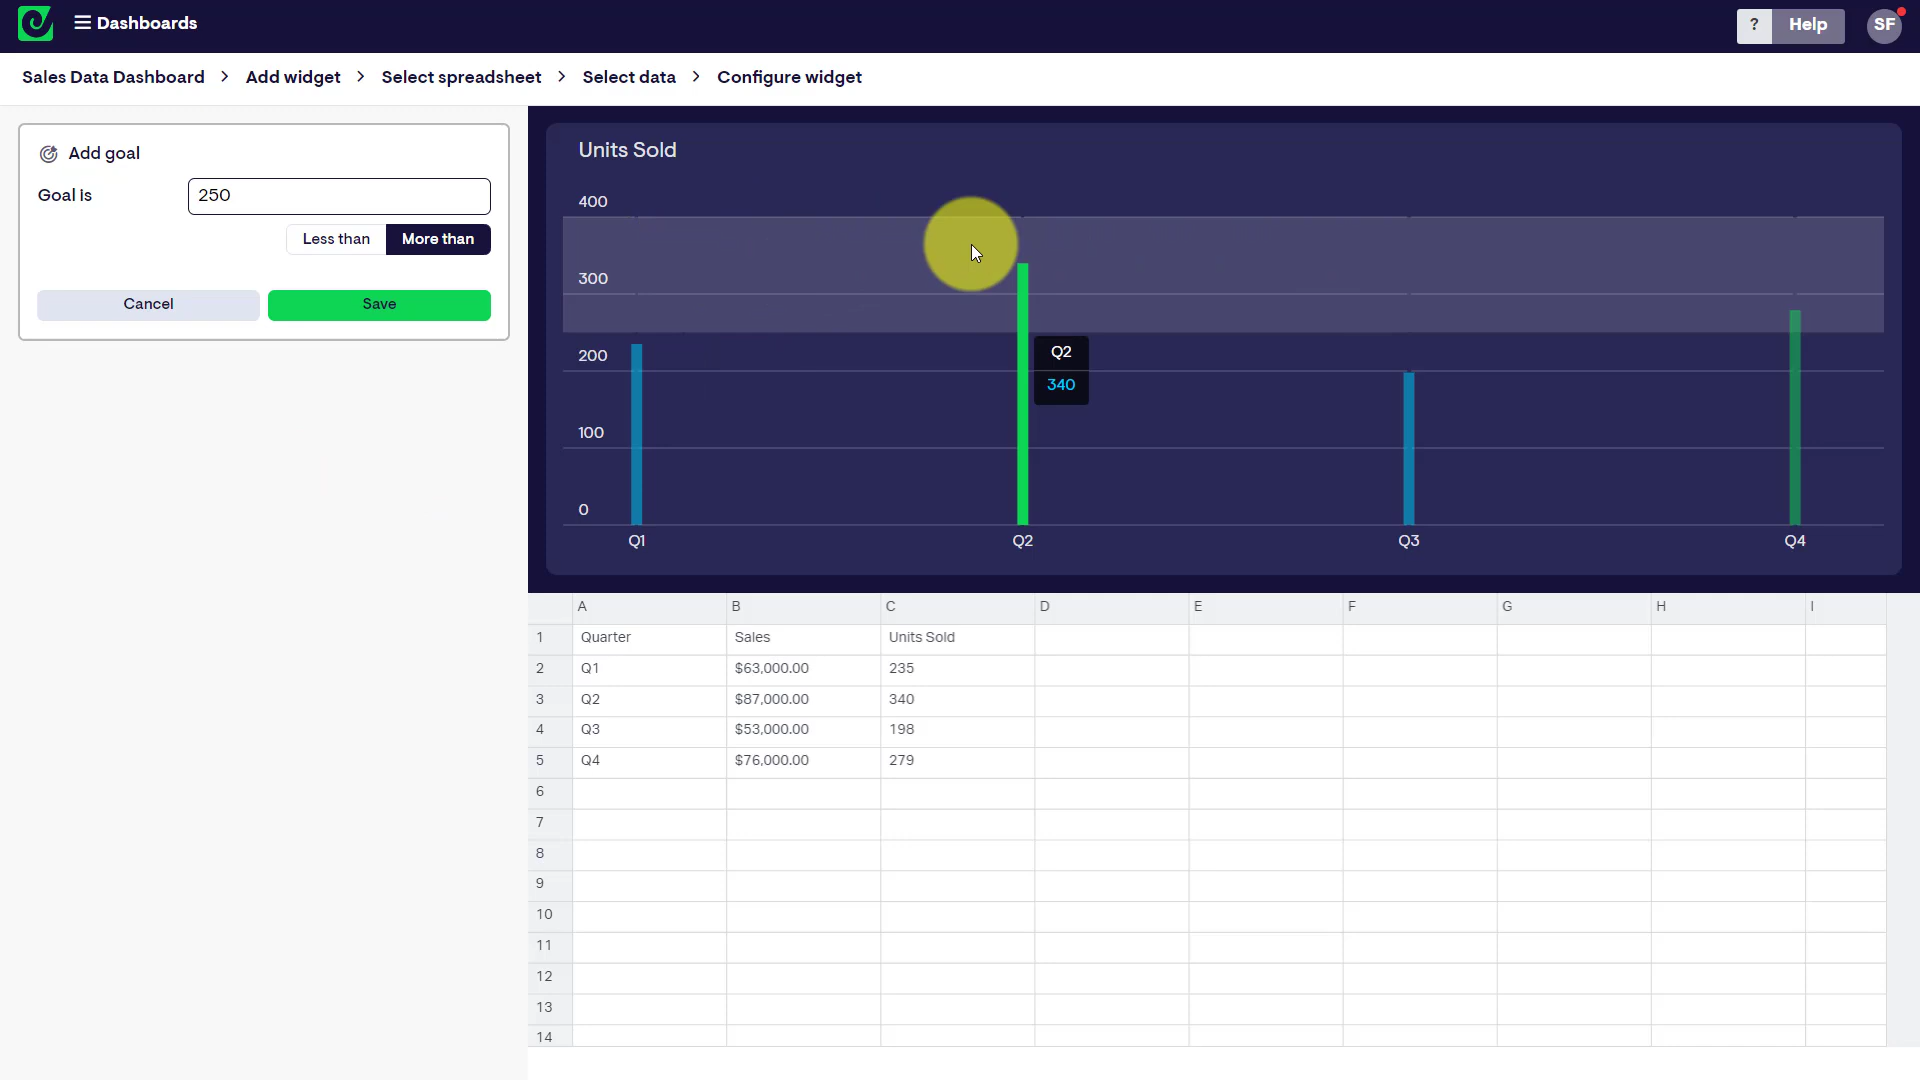 Dashboards
? Help SF
Sales Data Dashboard > Add widget > Select spreadsheet > Select data > Configure widget
Add goal
Goal is 250
Less than More than
Cancel Save
Units Sold
400
300
200
100
0
Q2
340
Q1 Q2 Q3 Q4
A B C D E F G H I
1 Quarter Sales Units Sold
2 Q1 $63,000.00 235
3 Q2 $87,000.00 340
4 Q3 $53,000.00 198
5 Q4 $76,000.00 279
6
7
8
9
10
11
12
13
14